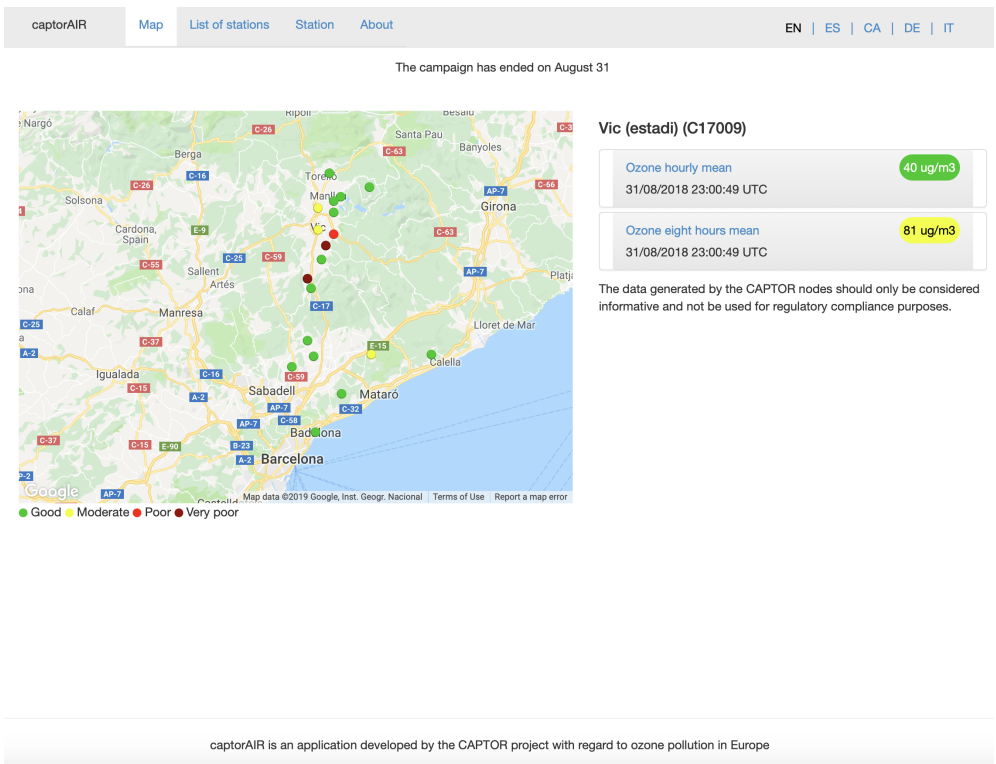 captorAIR Map List of stations Station About EN | ES | CA | DE | IT
The campaign has ended on August 31
Nargó
Ripoll
Besalú
C-26
C-3
Santa Pau
Banyoles
Berga
C-63
C-16
Torelló
C-26
C-66
Solsona
Manlleu
AP-7
Girona
1
Cardona,
Spain
E-9
Vic
C-63
C-25
C-59
C-55
Sallent
AP-7
Artés
ona
C-17
Calaf
Manresa
C-25
Lloret de Mar
a
C-37
E-15
A-2
Calella
Igualada
C-16
C-59
C-15
Sabadell
A-2
Mataró
AP-7
C-32
C-58
AP-7
Badalona
C-37
C-15
E-90
B-23
A-2
Barcelona
P-2
Google
AP-7
Map data ©2019 Google, Inst. Geogr. Nacional Terms of Use Report a map error
Good Moderate Poor Very poor
Vic (estadi) (C17009)
Ozone hourly mean 40 ug/m3
31/08/2018 23:00:49 UTC
Ozone eight hours mean 81 ug/m3
31/08/2018 23:00:49 UTC
The data generated by the CAPTOR nodes should only be considered
informative and not be used for regulatory compliance purposes.
captorAIR is an application developed by the CAPTOR project with regard to ozone pollution in Europe